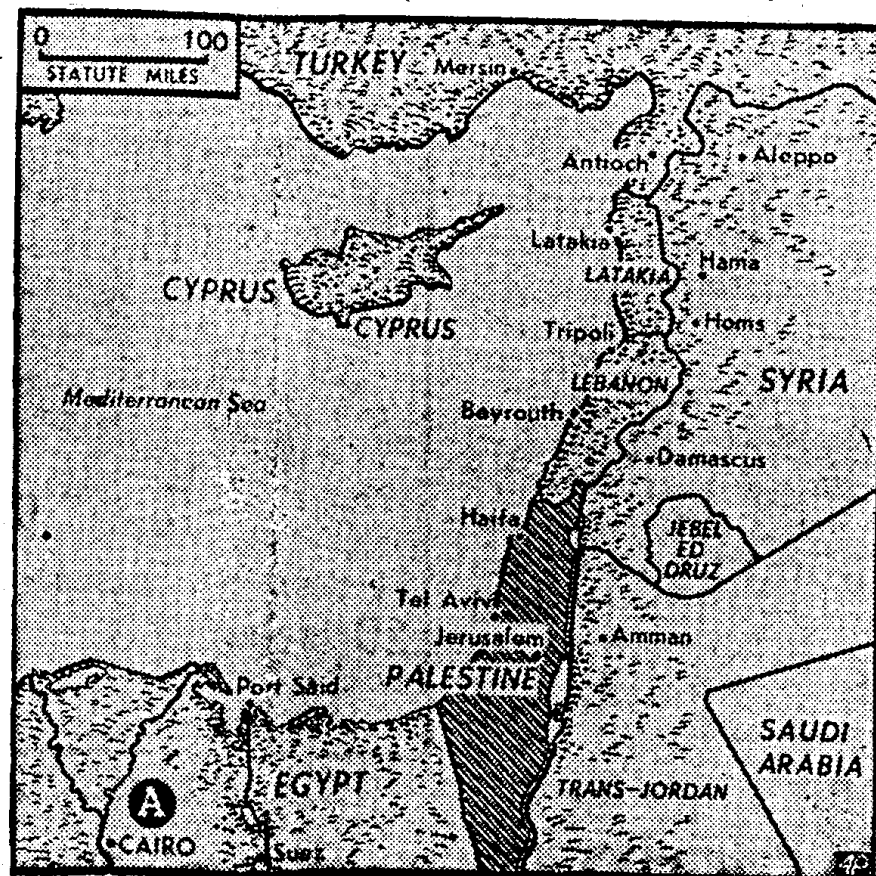 0 100
STATUTE MILES
TURKEY
Mersin
Antioch
Aleppo
Latakia
LATAKIA
Hama
CYPRUS
CYPRUS
Tripoli
Homs
LEBANON
SYRIA
Mediterranean Sea
Bayrouth
Damascus
Haifa
JEBEL
ED
DRUZ
Tel Aviv
Jerusalem
Amman
PALESTINE
Port Said
SAUDI
ARABIA
EGYPT
TRANS-JORDAN
A
CAIRO
Suez
AP